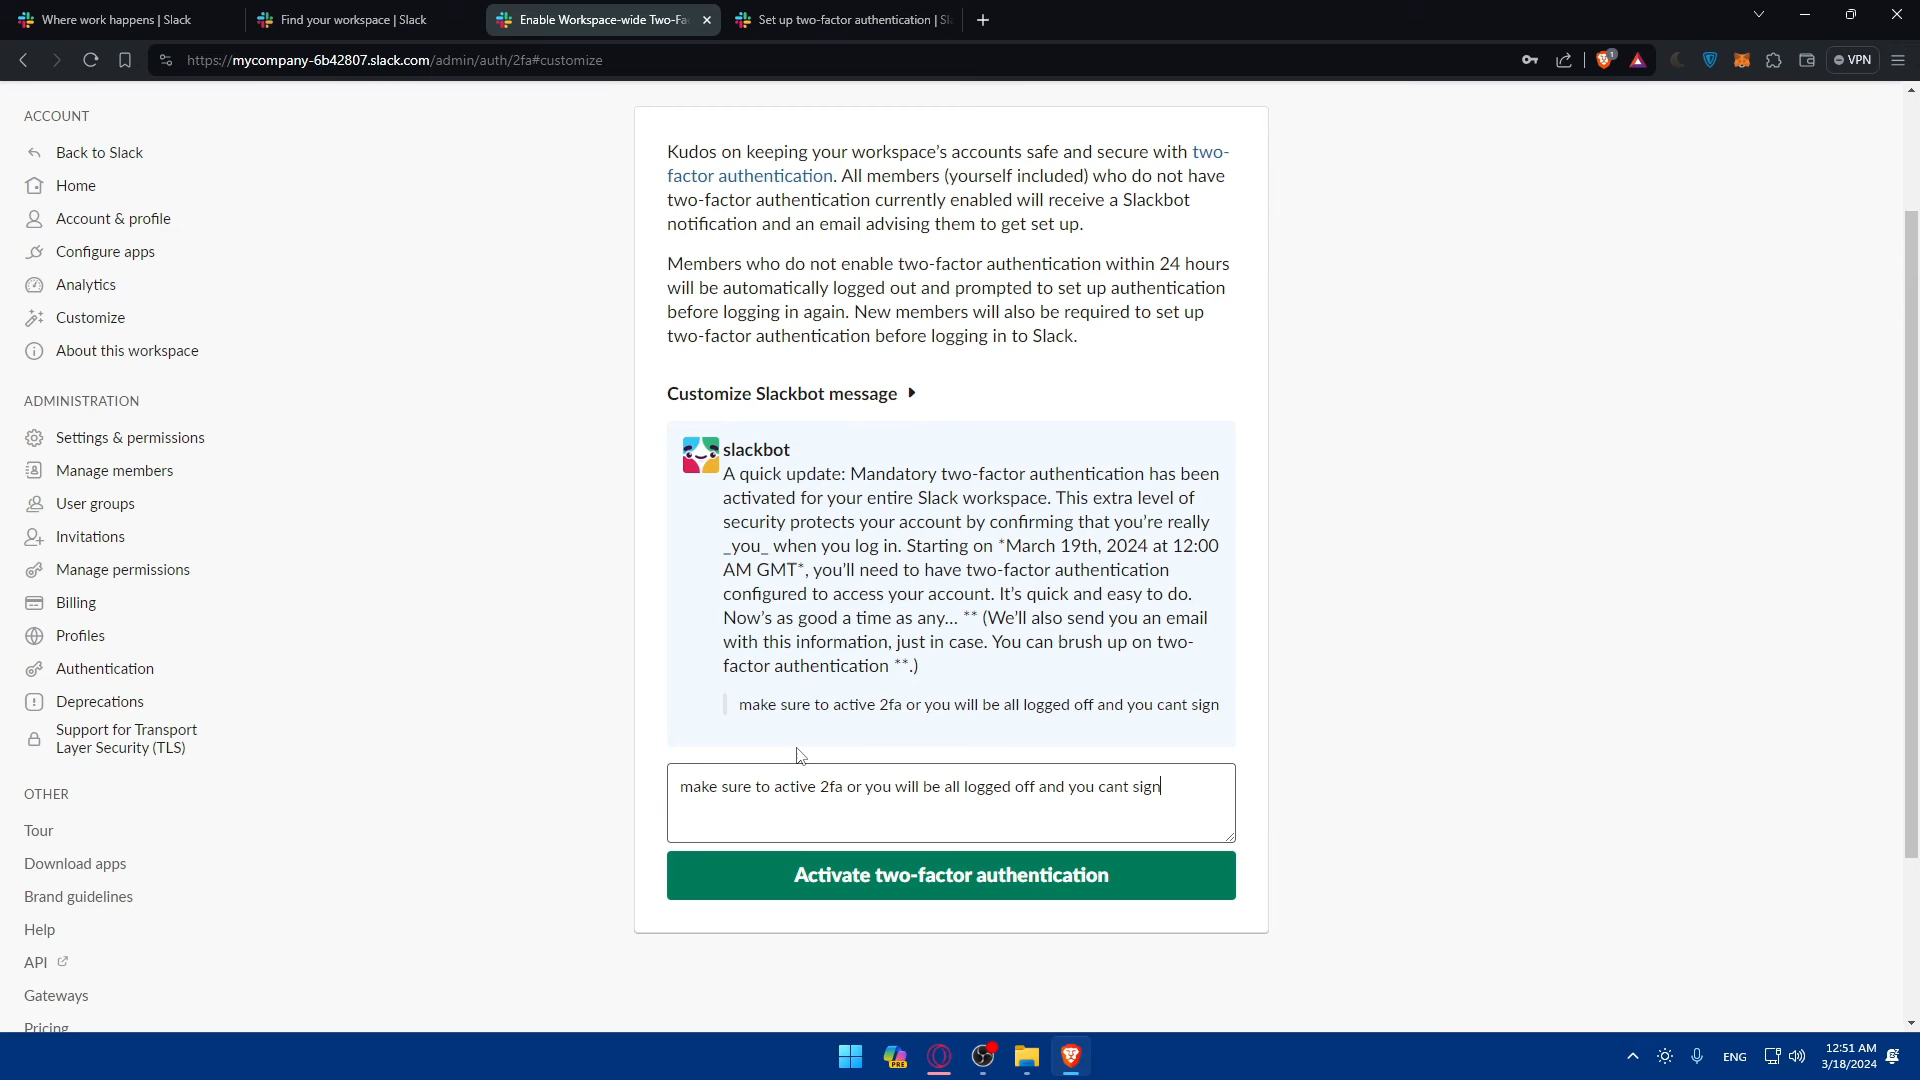 Where work happens | Slack
Find your workspace | Slack
Enable Workspace-wide Two-Fa
Set up two-factor authentication | Sl
https://mycompany-6b42807.slack.com/admin/auth/2fa#customize
1
VPN
ACCOUNT
Back to Slack
Home
Account & profile
Configure apps
Analytics
Customize
About this workspace
ADMINISTRATION
Settings & permissions
Manage members
User groups
Invitations
Manage permissions
Billing
Profiles
Authentication
Deprecations
Support for Transport
Layer Security (TLS)
OTHER
Tour
Download apps
Brand guidelines
Help
API
Gateways
Pricing
Kudos on keeping your workspace's accounts safe and secure with two-
factor authentication. All members (yourself included) who do not have
two-factor authentication currently enabled will receive a Slackbot
notification and an email advising them to get set up.
Members who do not enable two-factor authentication within 24 hours
will be automatically logged out and prompted to set up authentication
before logging in again. New members will also be required to set up
two-factor authentication before logging in to Slack.
Customize Slackbot message
slackbot
A quick update: Mandatory two-factor authentication has been
activated for your entire Slack workspace. This extra level of
security protects your account by confirming that you're really
_you_ when you log in. Starting on *March 19th, 2024 at 12:00
AM GMT*, you'll need to have two-factor authentication
configured to access your account. It's quick and easy to do.
Now's as good a time as any... ** (We'll also send you an email
with this information, just in case. You can brush up on two-
factor authentication **.)
make sure to active 2fa or you will be all logged off and you cant sign
make sure to active 2fa or you will be all logged off and you cant sign
Activate two-factor authentication
PRE
ENG
12:51 AM
3/18/2024